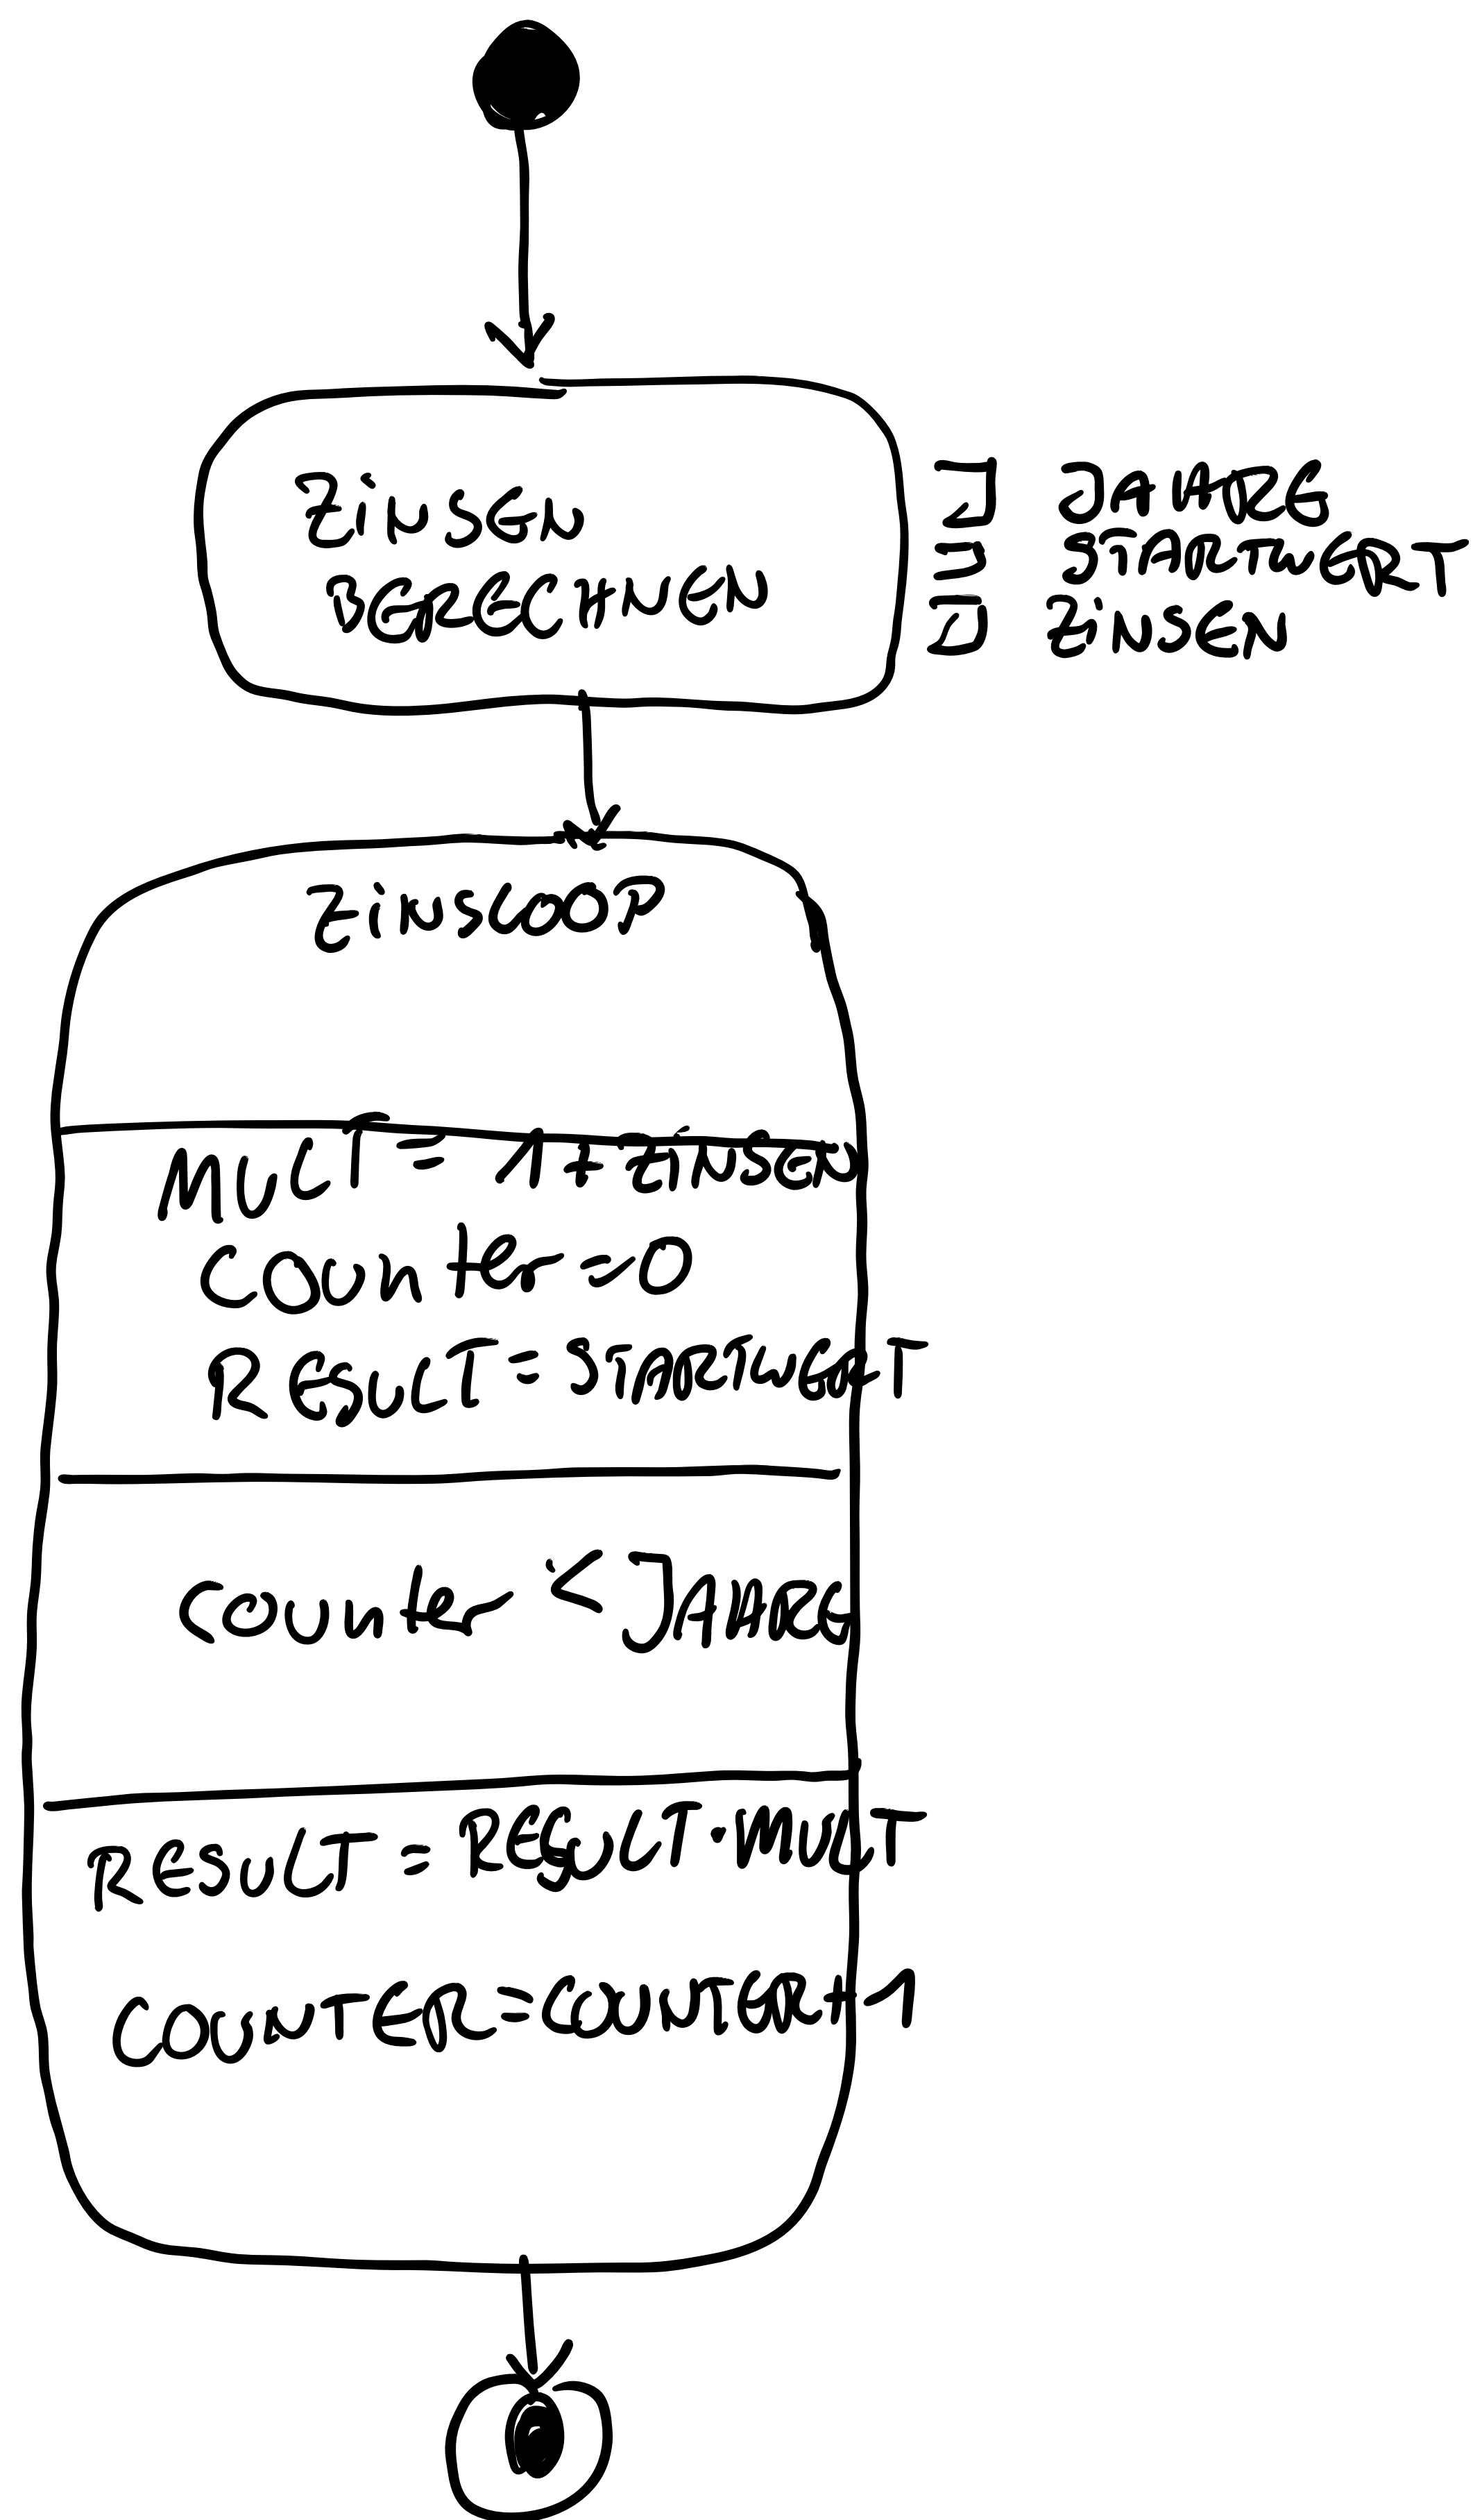 Zinsen
Berechnen
] JAHRE
] STARTWERT
] Zinsen
ZinsLOOP
MULT = 1+Zinsen
Counter = 0
RESULT = STARTWERT
Counter < JAHRE
RESULT = RESULT·MULT
COUNTER = COUNTER+1